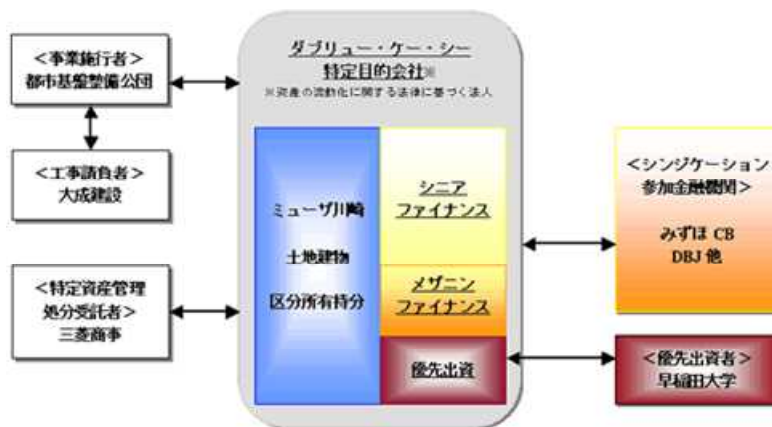 <事業施行者>
都市基盤整備公団
<工事請負者>
大成建設
<特定資産管理
処分受託者>
三菱商事
ダブリュー・ケー・シー
特定目的会社※
※資産の流動化に関する法律に基づく法人
ミューザ川崎
土地建物
区分所有持分
シニア
ファイナンス
メザニン
ファイナンス
優先出資
<シンジケーション
参加金融機関>
みずほ CB
DBJ 他
<優先出資者>
早稲田大学